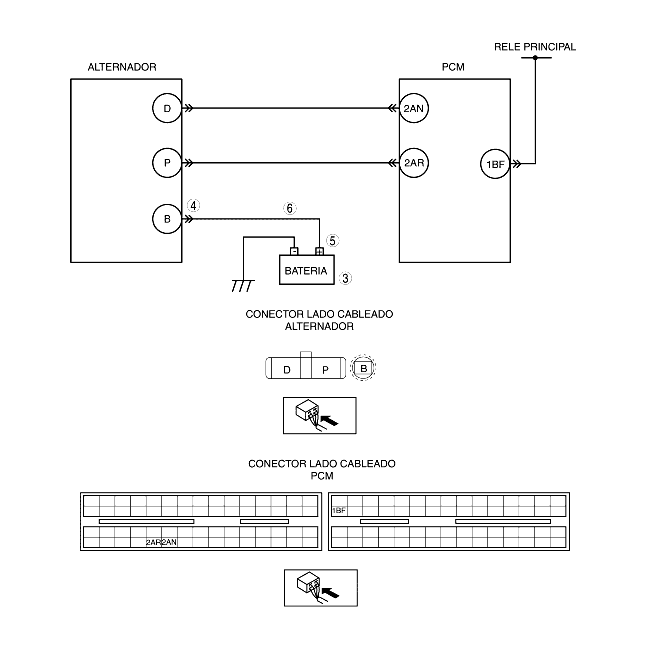 RELE PRINCIPAL
ALTERNADOR
PCM
D
2AN
P
2AR
1BF
B
4
6
5
- +
BATERIA
3
CONECTOR LADO CABLEADO
ALTERNADOR
D P B
CONECTOR LADO CABLEADO
PCM
1BF
2AR 2AN